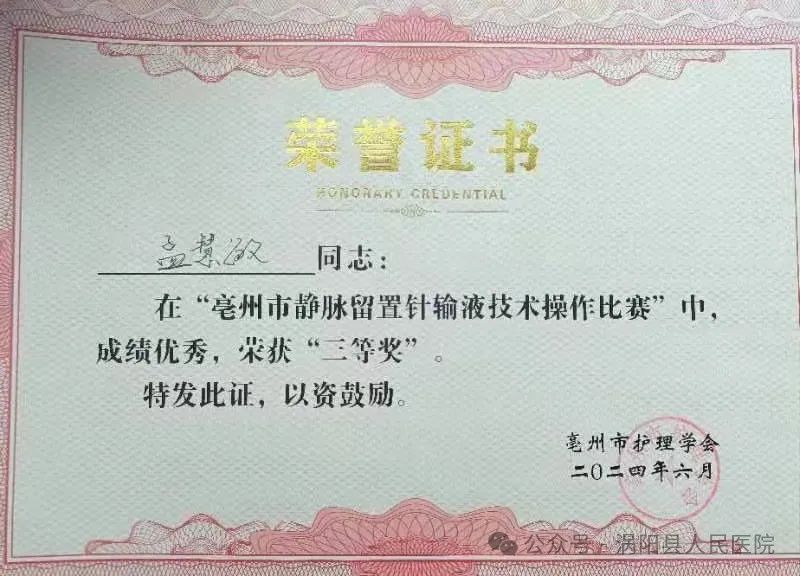 荣誉证书
HONORARY CREDENTIAL
孟慧敏同志：
在“亳州市静脉留置针输液技术操作比赛”中，
成绩优秀，荣获“三等奖”。
特发此证，以资鼓励。
亳州市护理学会
二〇二四年六月
公众号·涡阳县人民医院